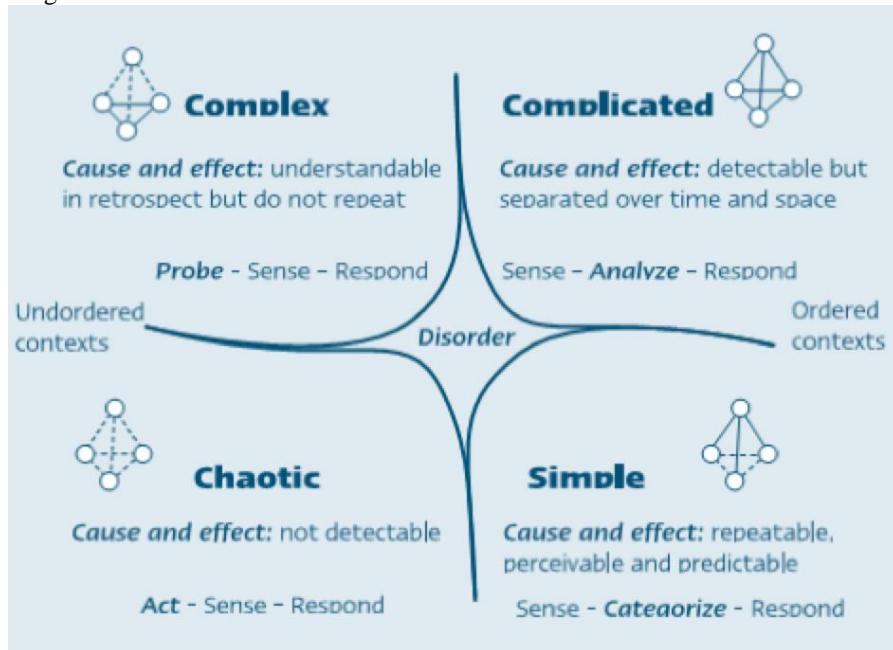 Complex
Cause and effect: understandable
in retrospect but do not repeat
Probe - Sense – Respond
Complicated
Cause and effect: detectable but
separated over time and space
Sense – Analyze - Respond
Undordered
contexts
Disorder
Ordered
contexts
Chaotic
Cause and effect: not detectable
Act - Sense – Respond
Simple
Cause and effect: repeatable,
perceivable and predictable
Sense - Categorize - Respond